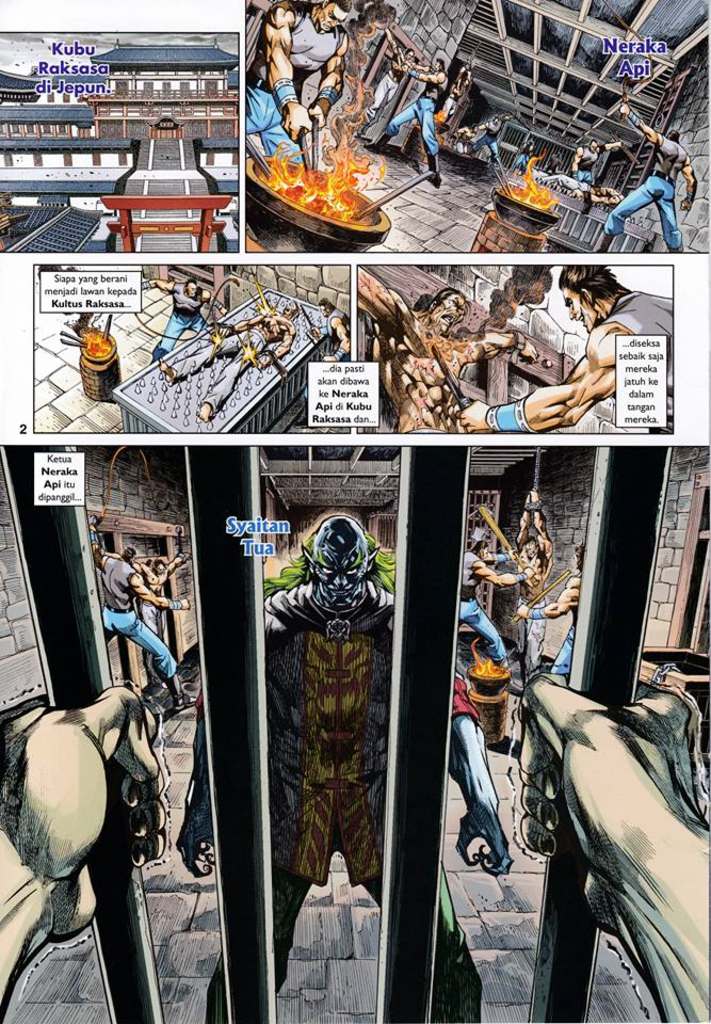 Kubu
Raksasa
di Jepun.
Neraka
Api
Siapa yang berani
menjadi lawan kepada
Kultus Raksasa...
...dia pasti
akan dibawa
ke Neraka
Api di Kubu
Raksasa dan...
...diseksa
sebaik saja
mereka
jatuh ke
dalam
tangan
mereka.
2
Ketua
Neraka
Api itu
dipanggil...
Syaitan
Tua